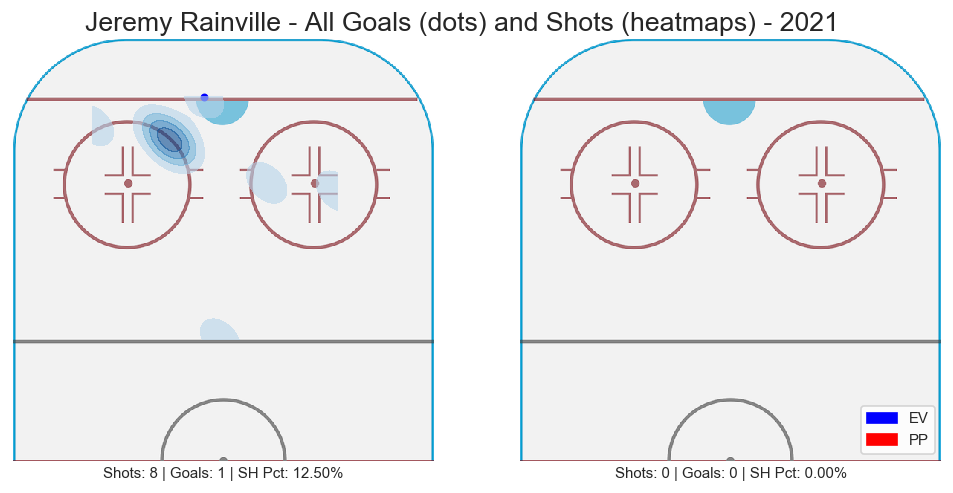 Jeremy Rainville - All Goals (dots) and Shots (heatmaps) - 2021
EV
PP
Shots: 8 | Goals: 1 | SH Pct: 12.50%
Shots: 0 | Goals: 0 | SH Pct: 0.00%